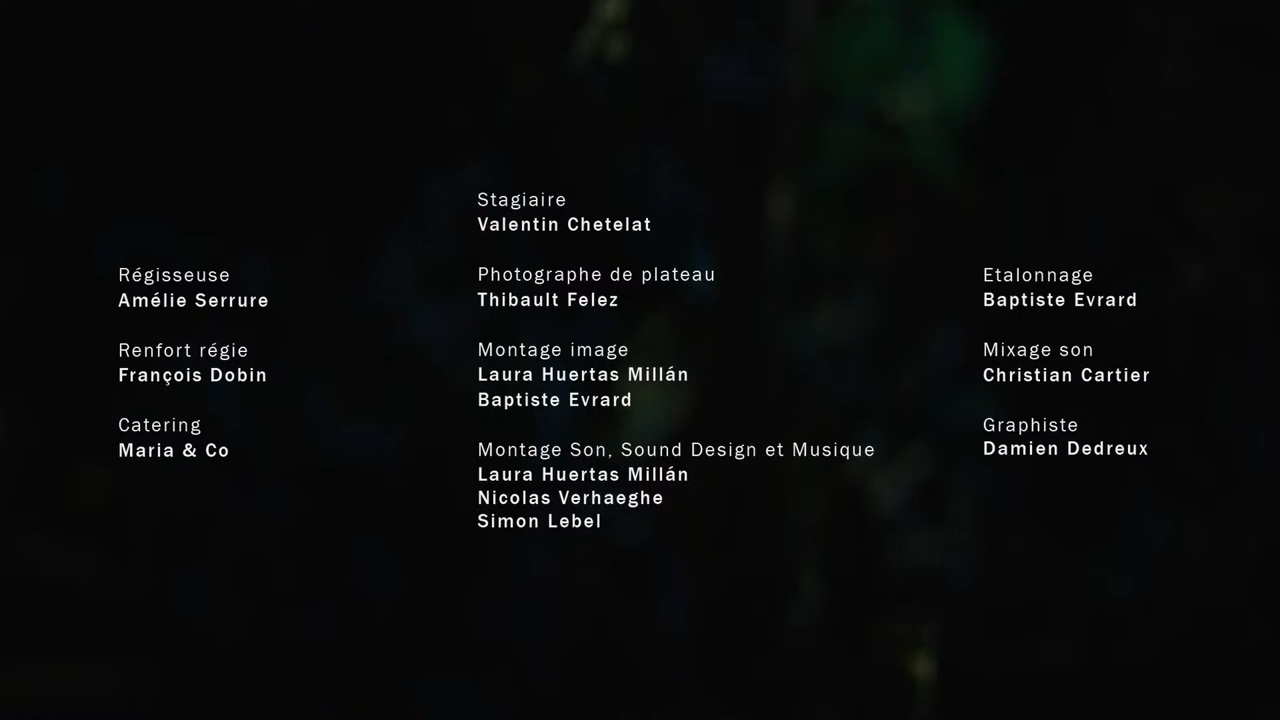 Régisseuse
Amélie Serrure
Renfort régie
François Dobin
Catering
Maria & Co
Stagiaire
Valentin Chetelat
Photographe de plateau
Thibault Felez
Montage image
Laura Huertas Millán
Baptiste Evrard
Montage Son, Sound Design et Musique
Laura Huertas Millán
Nicolas Verhaeghe
Simon Lebel
Etalonnage
Baptiste Evrard
Mixage son
Christian Cartier
Graphiste
Damien Dedreux